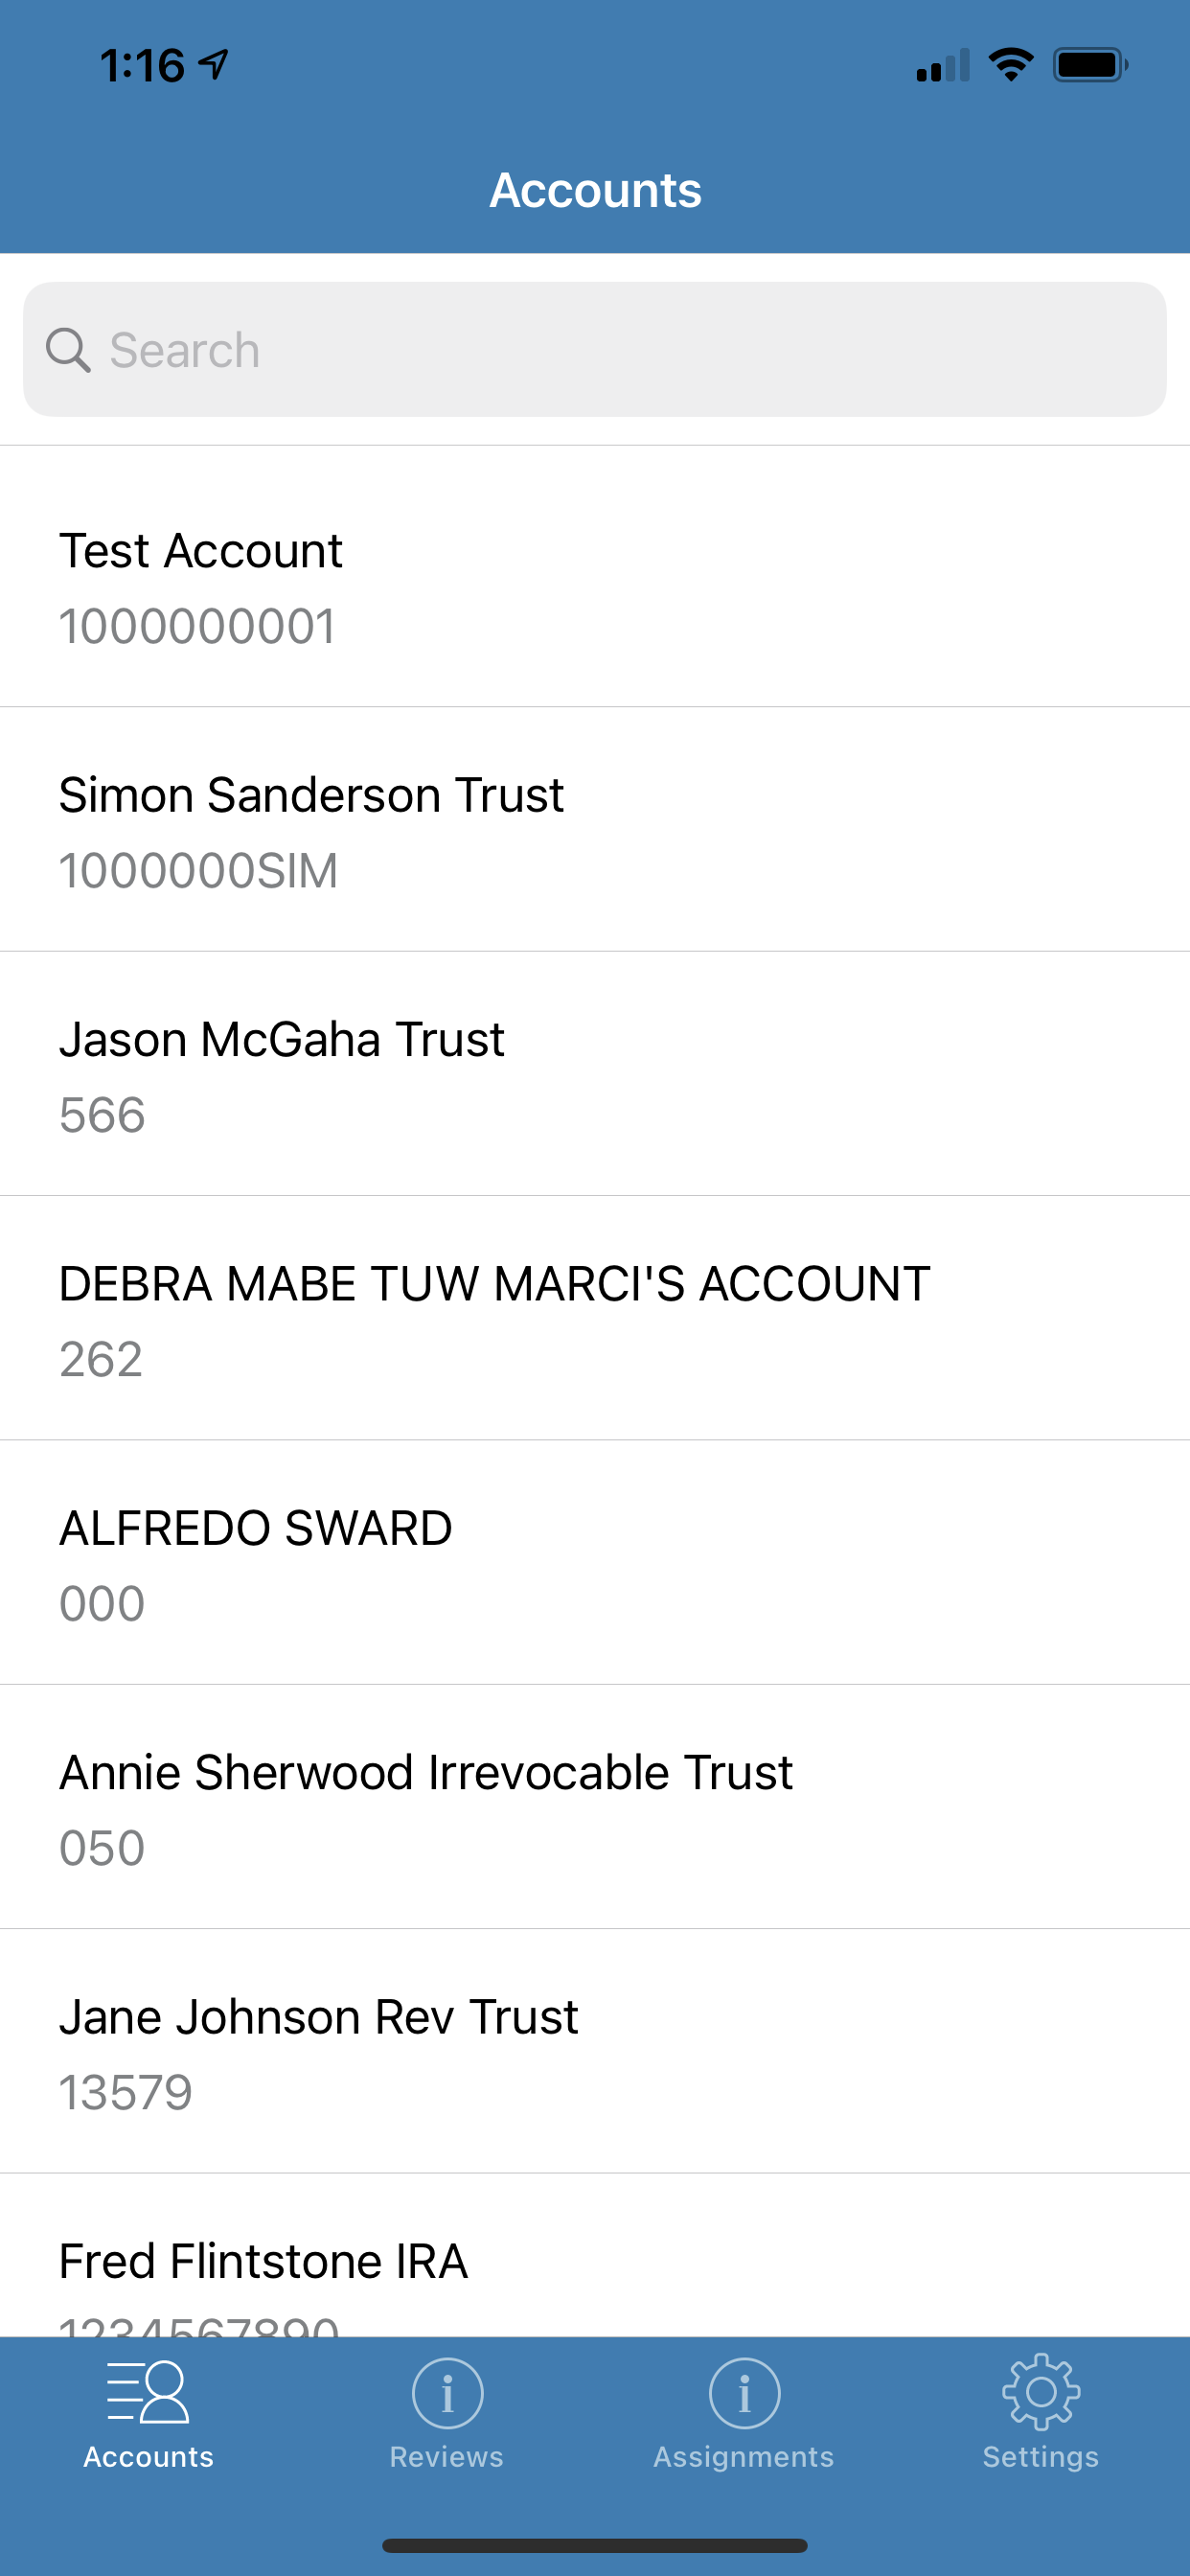 1:16
Accounts
Search
Test Account
1000000001
Simon Sanderson Trust
1000000SIM
Jason McGaha Trust
566
DEBRA MABE TUW MARCI'S ACCOUNT
262
ALFREDO SWARD
000
Annie Sherwood Irrevocable Trust
050
Jane Johnson Rev Trust
13579
Fred Flintstone IRA
1234567890
Accounts
Reviews
Assignments
Settings